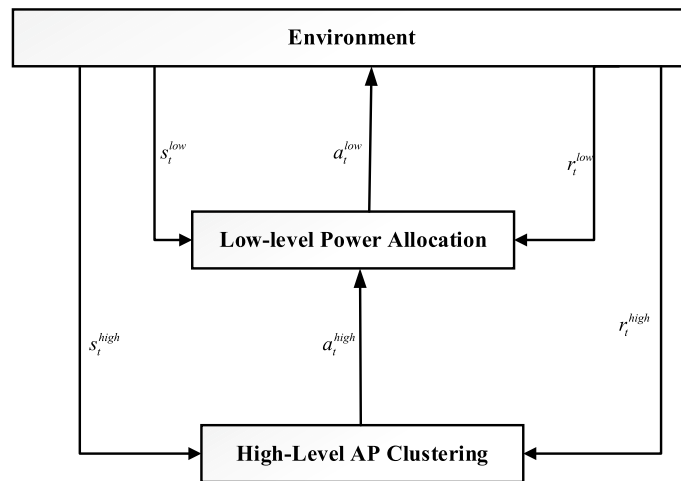 Environment
s_t^{low}
a_t^{low}
r_t^{low}
Low-level Power Allocation
s_t^{high}
a_t^{high}
r_t^{high}
High-Level AP Clustering